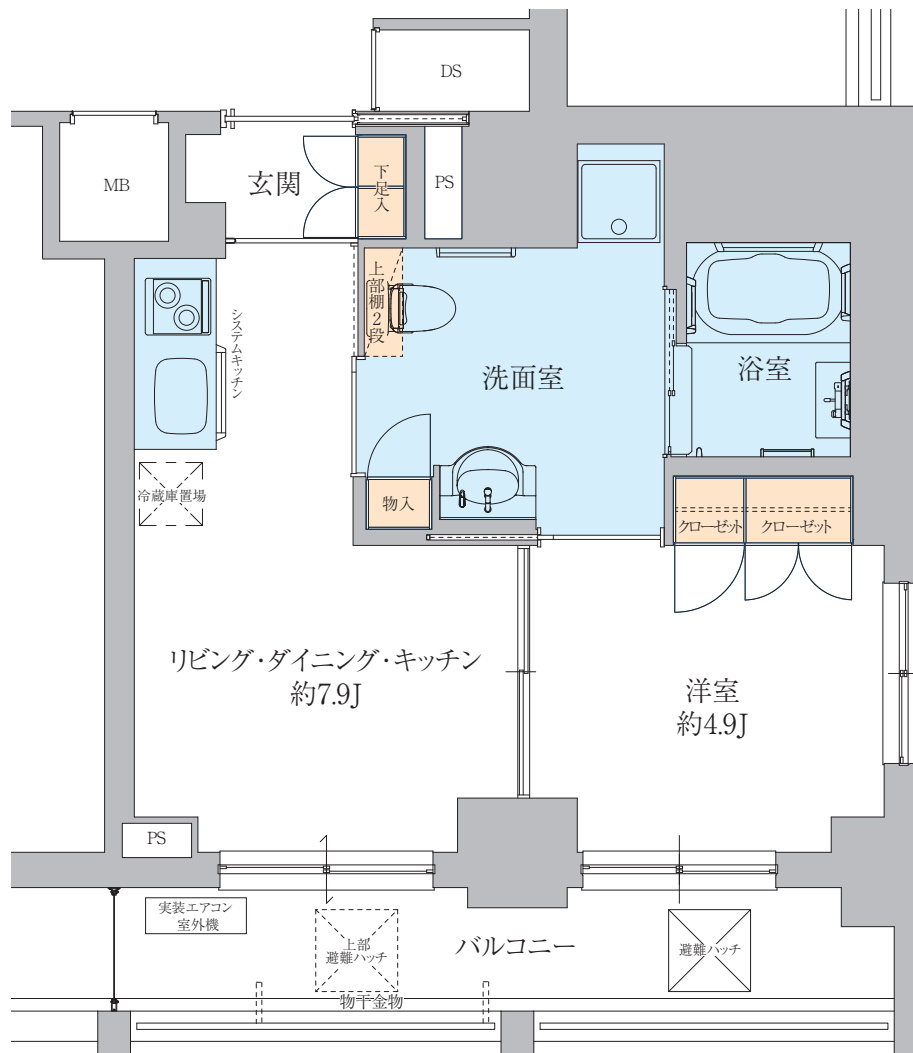 DS
MB
玄関
下足入
PS
上部棚2段
システムキッチン
洗面室
浴室
冷蔵庫置場
物入
クローゼット
クローゼット
リビング・ダイニング・キッチン
約7.9J
洋室
約4.9J
PS
実装エアコン
室外機
上部
避難ハッチ
バルコニー
避難ハッチ
物干金物